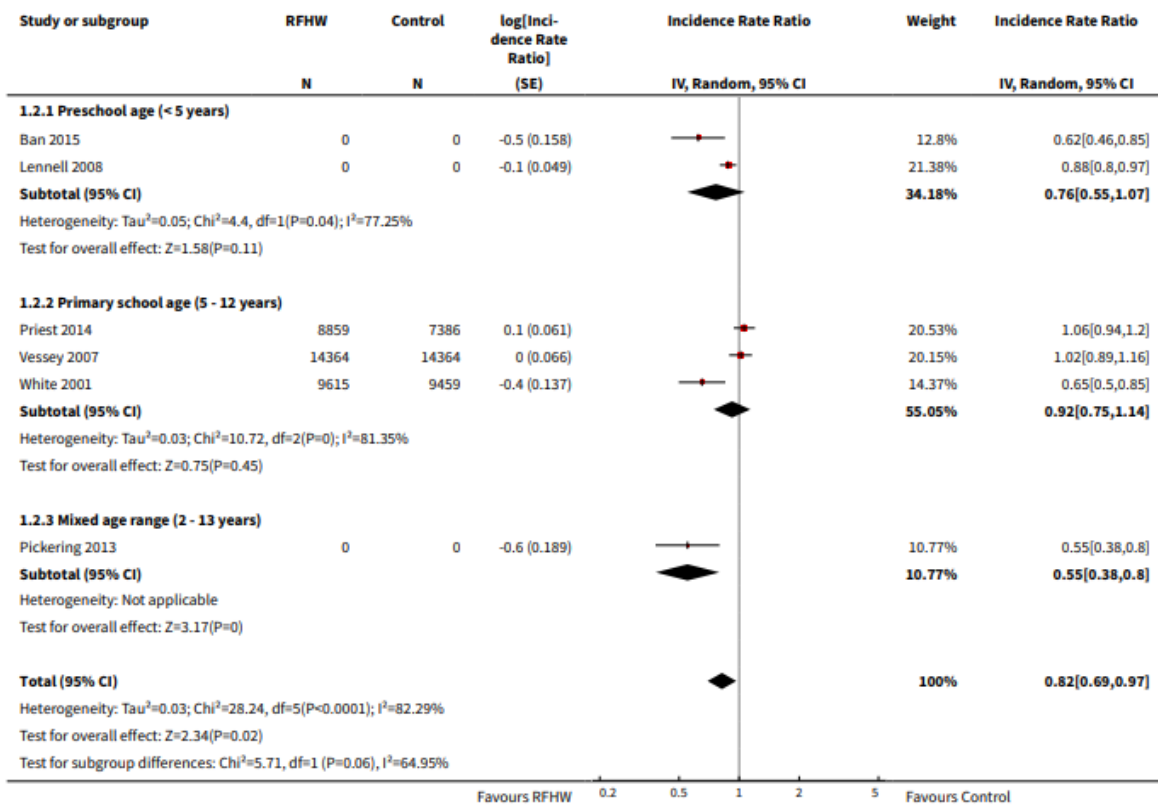 Study or subgroup RFHW Control log[Inci- Incidence Rate Ratio Weight Incidence Rate Ratio
dence Rate
Ratio]
N N (SE) IV, Random, 95% CI IV, Random, 95% CI
1.2.1 Preschool age (< 5 years)
Ban 2015 0 0 -0.5 (0.158) 12.8% 0.62[0.46,0.85]
Lennell 2008 0 0 -0.1 (0.049) 21.38% 0.88[0.8,0.97]
Subtotal (95% CI) 34.18% 0.76[0.55,1.07]
Heterogeneity: Tau²=0.05; Chi²=4.4, df=1(P=0.04); I²=77.25%
Test for overall effect: Z=1.58(P=0.11)
1.2.2 Primary school age (5 - 12 years)
Priest 2014 8859 7386 0.1 (0.061) 20.53% 1.06[0.94,1.2]
Vessey 2007 14364 14364 0 (0.066) 20.15% 1.02[0.89,1.16]
White 2001 9615 9459 -0.4 (0.137) 14.37% 0.65[0.5,0.85]
Subtotal (95% CI) 55.05% 0.92[0.75,1.14]
Heterogeneity: Tau²=0.03; Chi²=10.72, df=2(P=0); I²=81.35%
Test for overall effect: Z=0.75(P=0.45)
1.2.3 Mixed age range (2 - 13 years)
Pickering 2013 0 0 -0.6 (0.189) 10.77% 0.55[0.38,0.8]
Subtotal (95% CI) 10.77% 0.55[0.38,0.8]
Heterogeneity: Not applicable
Test for overall effect: Z=3.17(P=0)
Total (95% CI) 100% 0.82[0.69,0.97]
Heterogeneity: Tau²=0.03; Chi²=28.24, df=5(P<0.0001); I²=82.29%
Test for overall effect: Z=2.34(P=0.02)
Test for subgroup differences: Chi²=5.71, df=1 (P=0.06), I²=64.95%
Favours RFHW 0.2 0.5 1 2 5 Favours Control